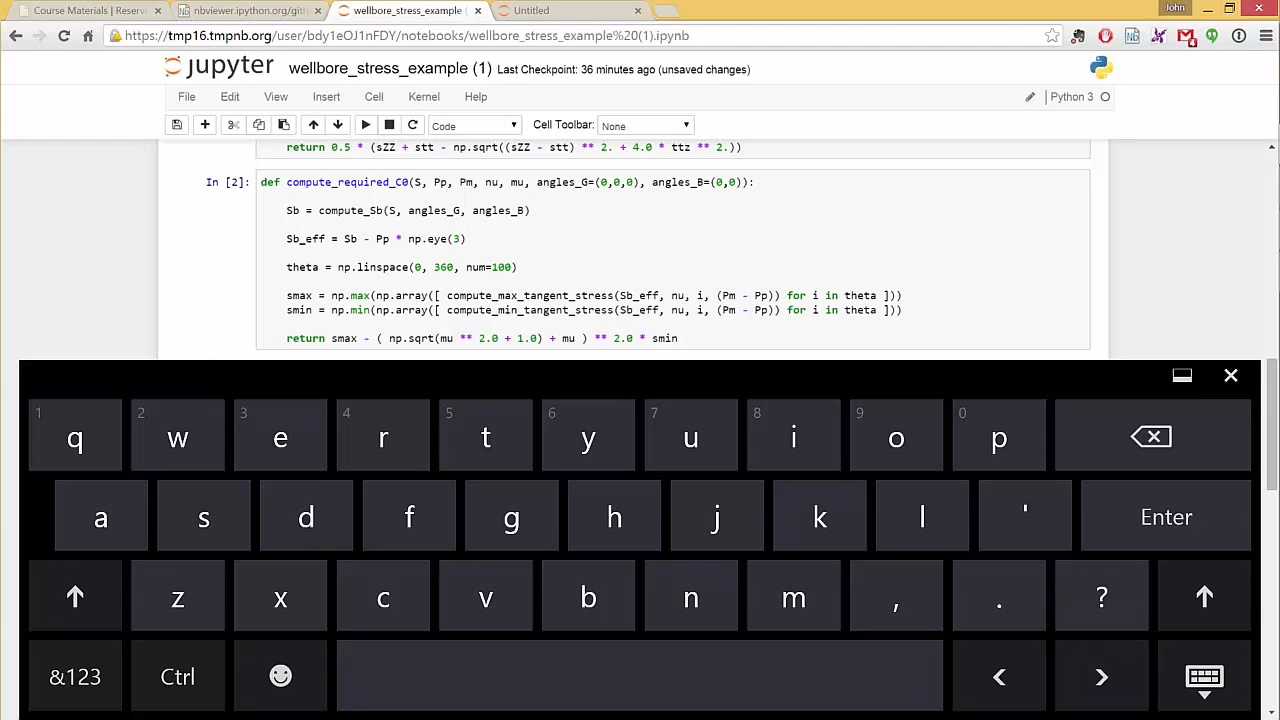 Course Materials | Reserv
nbviewer.ipython.org/gith
wellbore_stress_example
Untitled
John
https://tmp16.tmpnb.org/user/bdy1eOJ1nFDY/notebooks/wellbore_stress_example%20(1).ipynb
jupyter wellbore_stress_example (1) Last Checkpoint: 36 minutes ago (unsaved changes)
File Edit View Insert Cell Kernel Help Python 3
Code Cell Toolbar: None
return 0.5 * (sZZ + stt - np.sqrt((sZZ - stt) ** 2. + 4.0 * ttz ** 2.))
In [2]: def compute_required_C0(S, Pp, Pm, nu, mu, angles_G=(0,0,0), angles_B=(0,0)):
Sb = compute_Sb(S, angles_G, angles_B)
Sb_eff = Sb - Pp * np.eye(3)
theta = np.linspace(0, 360, num=100)
smax = np.max(np.array([ compute_max_tangent_stress(Sb_eff, nu, i, (Pm - Pp)) for i in theta ]))
smin = np.min(np.array([ compute_min_tangent_stress(Sb_eff, nu, i, (Pm - Pp)) for i in theta ]))
return smax - ( np.sqrt(mu ** 2.0 + 1.0) + mu ) ** 2.0 * smin
1 2 3 4 5 6 7 8 9 0
q w e r t y u i o p
a s d f g h j k l ' Enter
z x c v b n m , . ?
&123 Ctrl < >